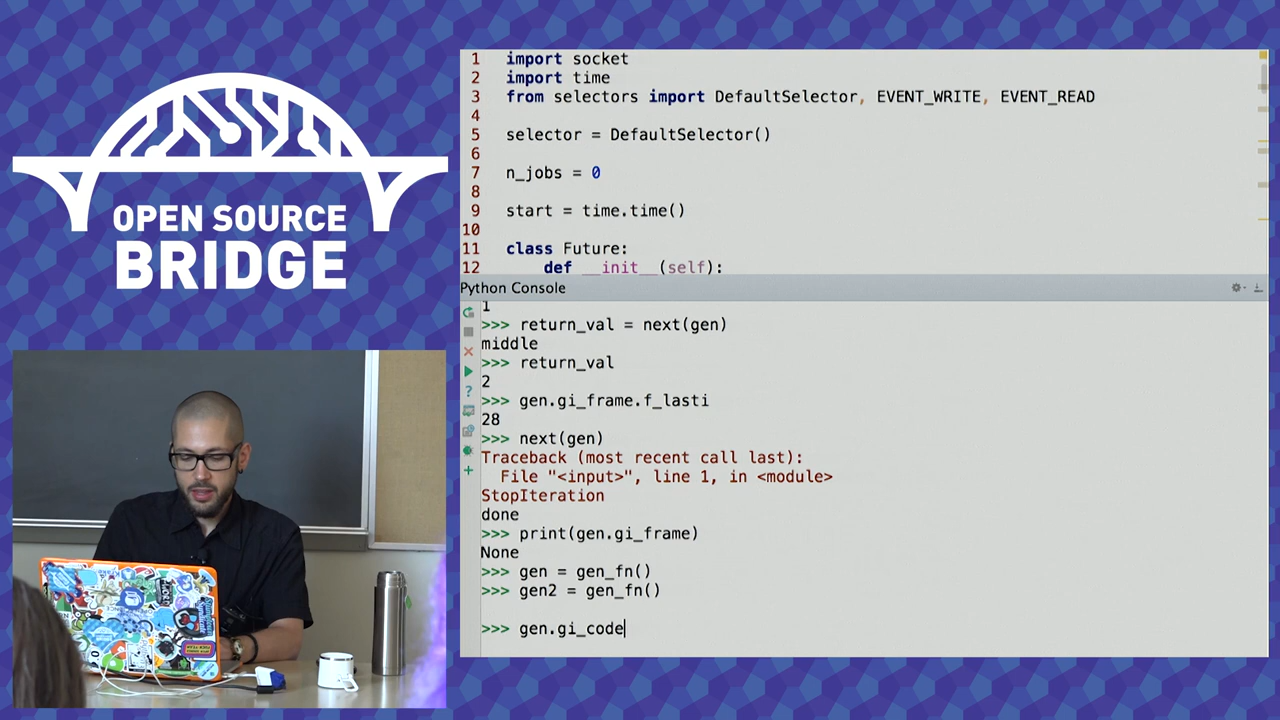 OPEN SOURCE
BRIDGE
1 import socket
2 import time
3 from selectors import DefaultSelector, EVENT_WRITE, EVENT_READ
4
5 selector = DefaultSelector()
6
7 n_jobs = 0
8
9 start = time.time()
10
11 class Future:
12 def __init__(self):
Python Console
1
>>> return_val = next(gen)
middle
>>> return_val
2
>>> gen.gi_frame.f_lasti
28
>>> next(gen)
Traceback (most recent call last):
File "<input>", line 1, in <module>
StopIteration
done
>>> print(gen.gi_frame)
None
>>> gen = gen_fn()
>>> gen2 = gen_fn()
>>> gen.gi_code